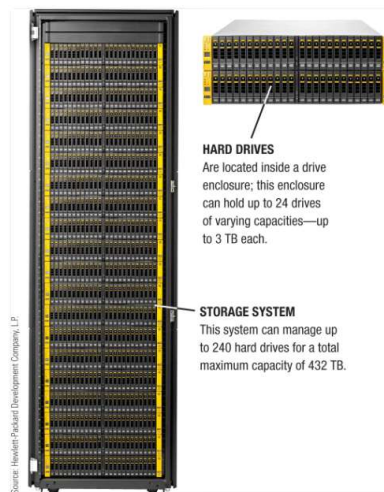 HARD DRIVES
Are located inside a drive
enclosure; this enclosure
can hold up to 24 drives
of varying capacities—up
to 3 TB each.
STORAGE SYSTEM
This system can manage up
to 240 hard drives for a total
maximum capacity of 432 TB.
Source: Hewlett-Packard Development Company, L.P.